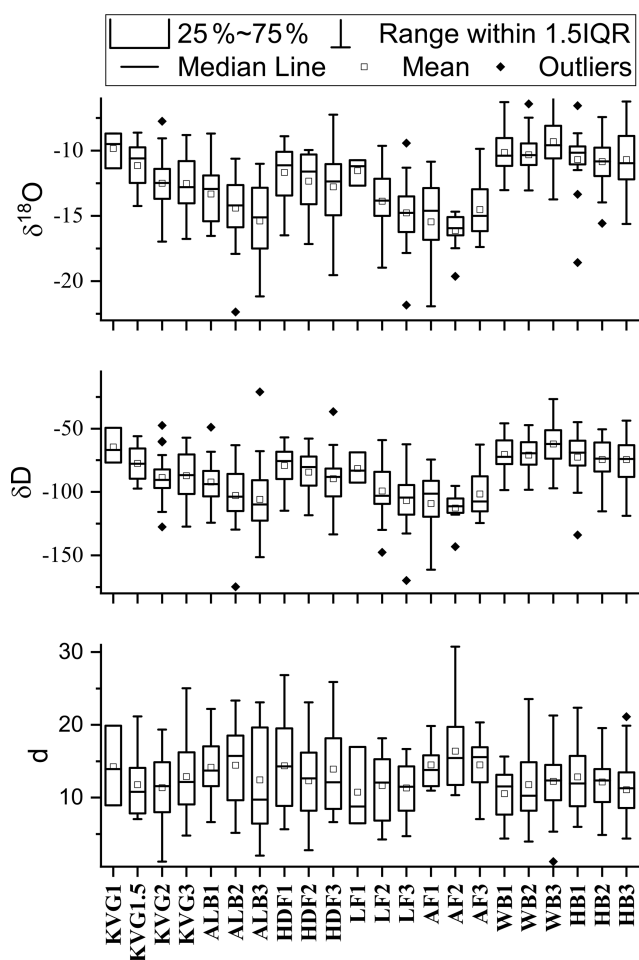 25%~75% Range within 1.5IQR
Median Line Mean Outliers
δ18O
-10
-15
-20
δD
-50
-100
-150
d
30
20
10
KVG1
KVG1.5
KVG2
KVG3
ALB1
ALB2
ALB3
HDF1
HDF2
HDF3
LF1
LF2
LF3
AF1
AF2
AF3
WB1
WB2
WB3
HB1
HB2
HB3